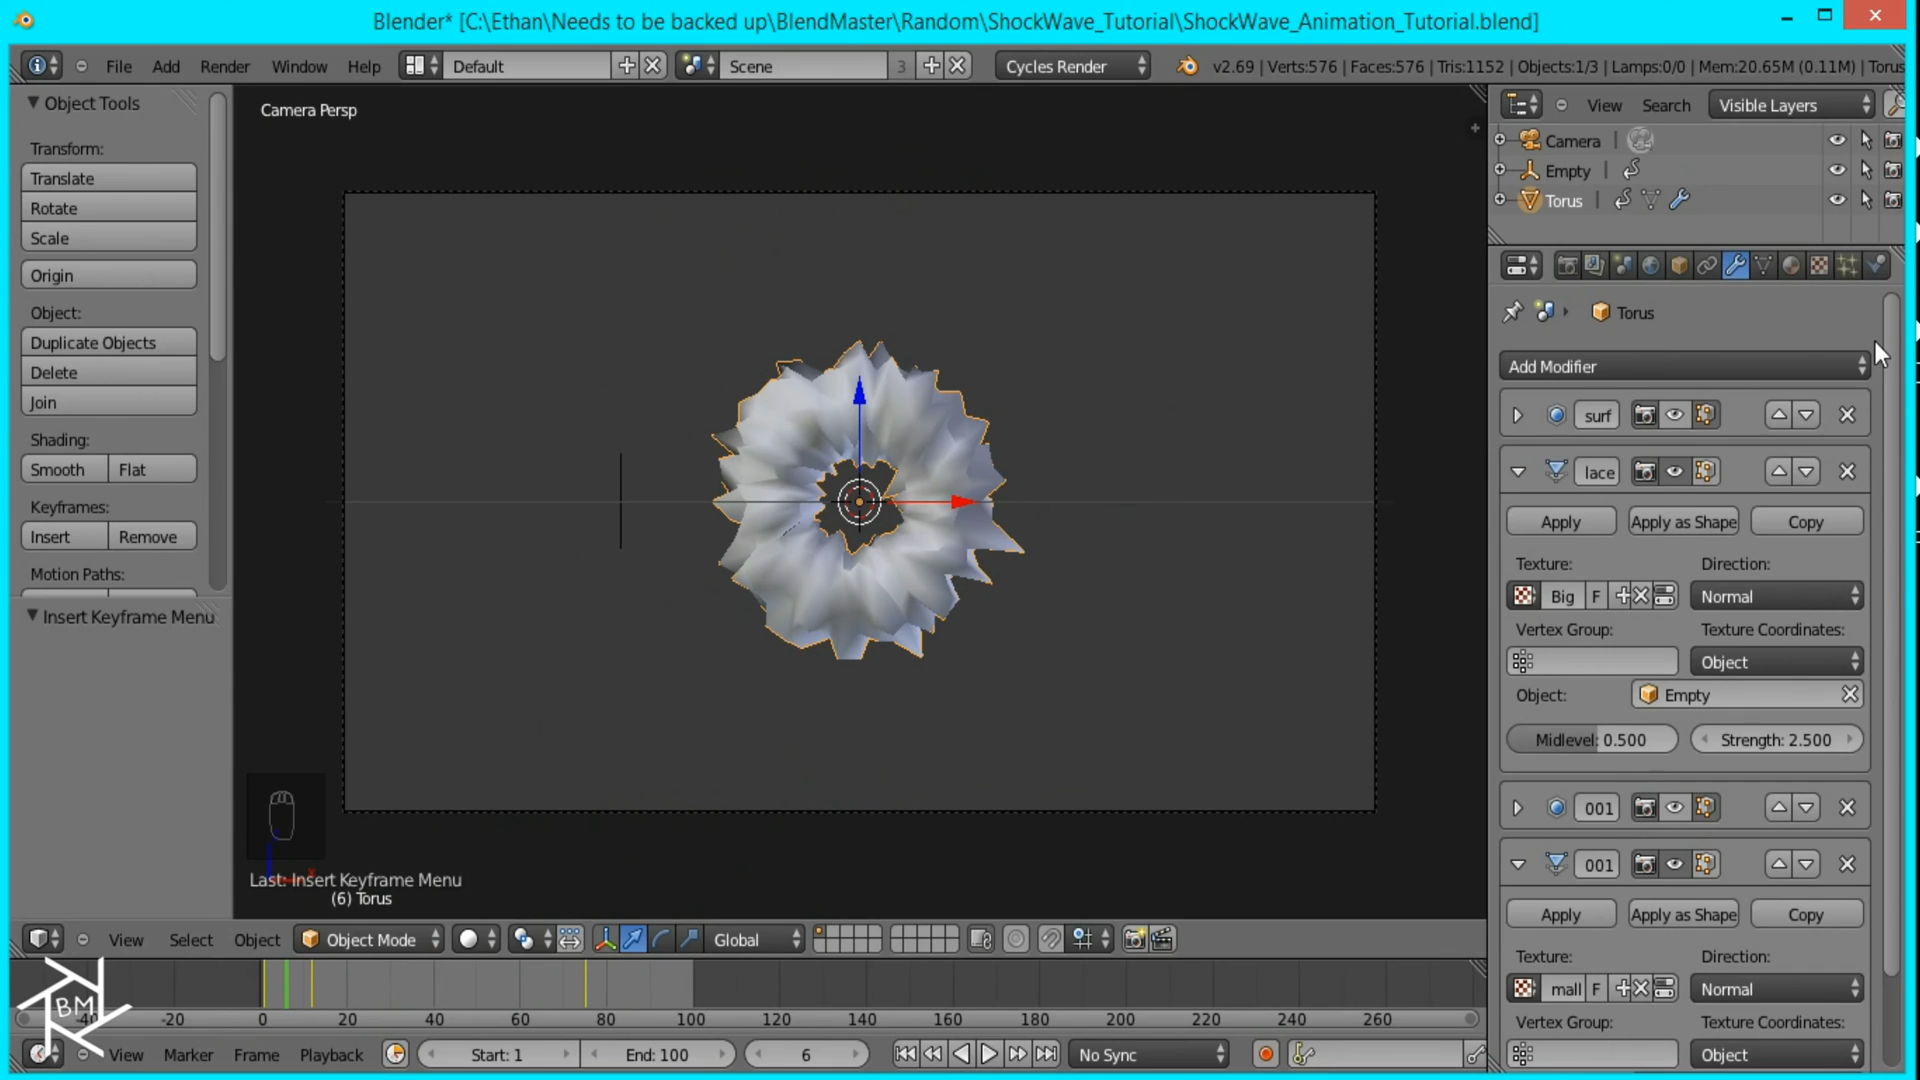 Blender* [C:\Ethan\Needs to be backed up\BlendMaster\Random\ShockWave_Tutorial\ShockWave_Animation_Tutorial.blend]
File Add Render Window Help Default Scene 3 Cycles Render v2.69 | Verts:576 | Faces:576 | Tris:1152 | Objects:1/3 | Lamps:0/0 | Mem:20.65M (0.11M) | Torus
Object Tools
Transform:
Translate
Rotate
Scale
Origin
Object:
Duplicate Objects
Delete
Join
Shading:
Smooth Flat
Keyframes:
Insert Remove
Motion Paths:
Insert Keyframe Menu
Camera Persp
Last: Insert Keyframe Menu
(6) Torus
View Search Visible Layers
Camera
Empty
Torus
Torus
Add Modifier
surf
lace
Apply Apply as Shape Copy
Texture: Direction:
Big F Normal
Vertex Group: Texture Coordinates:
Object
Object: Empty
Midlevel: 0.500 Strength: 2.500
001
001
Apply Apply as Shape Copy
Texture: Direction:
mall F Normal
Vertex Group: Texture Coordinates:
Object
View Select Object Object Mode Global
BM
-40 -20 0 20 40 60 80 100 120 140 160 180 200 220 240 260
View Marker Frame Playback Start: 1 End: 100 6 No Sync